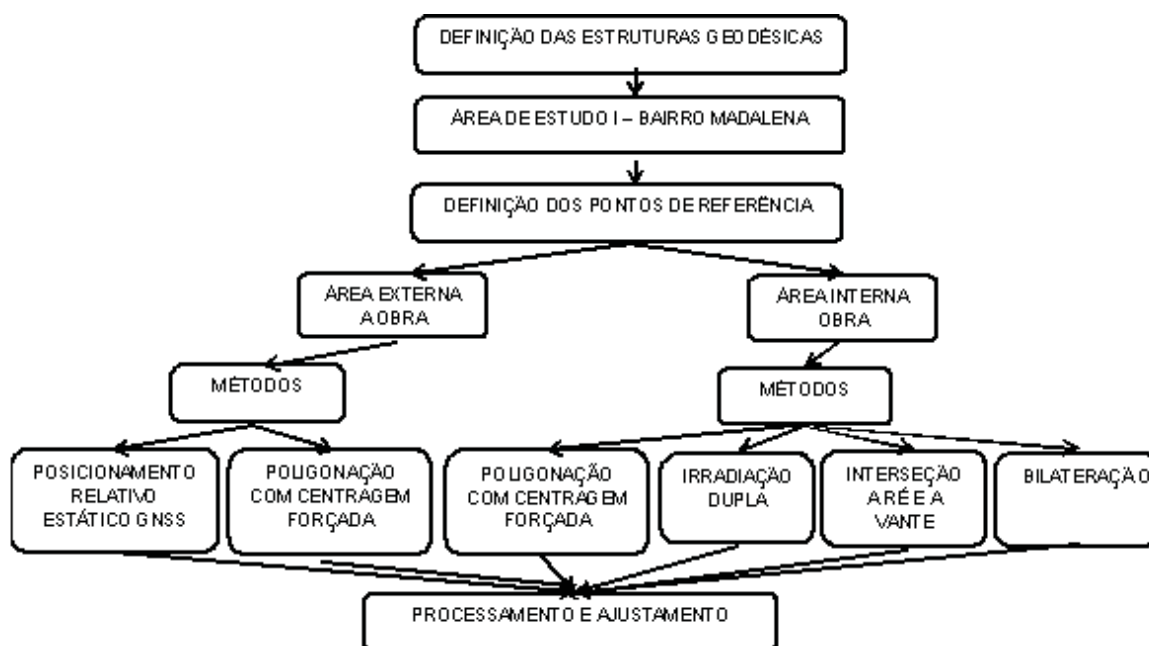 DEFINIÇÃO DAS ESTRUTURAS GEODÉSICAS
ÁREA DE ESTUDO I – BAIRRO MADALENA
DEFINIÇÃO DOS PONTOS DE REFERÊNCIA
ÁREA EXTERNA
A OBRA
ÁREA INTERNA
OBRA
MÉTODOS
MÉTODOS
POSICIONAMENTO
RELATIVO
ESTÁTICO GNSS
POLIGONAÇÃO
COM CENTRAGEM
FORÇADA
POLIGONAÇÃO
COM CENTRAGEM
FORÇADA
IRRADIAÇÃO
DUPLA
INTERSEÇÃO
A RÉ E A
VANTE
BILATERAÇÃO
PROCESSAMENTO E AJUSTAMENTO